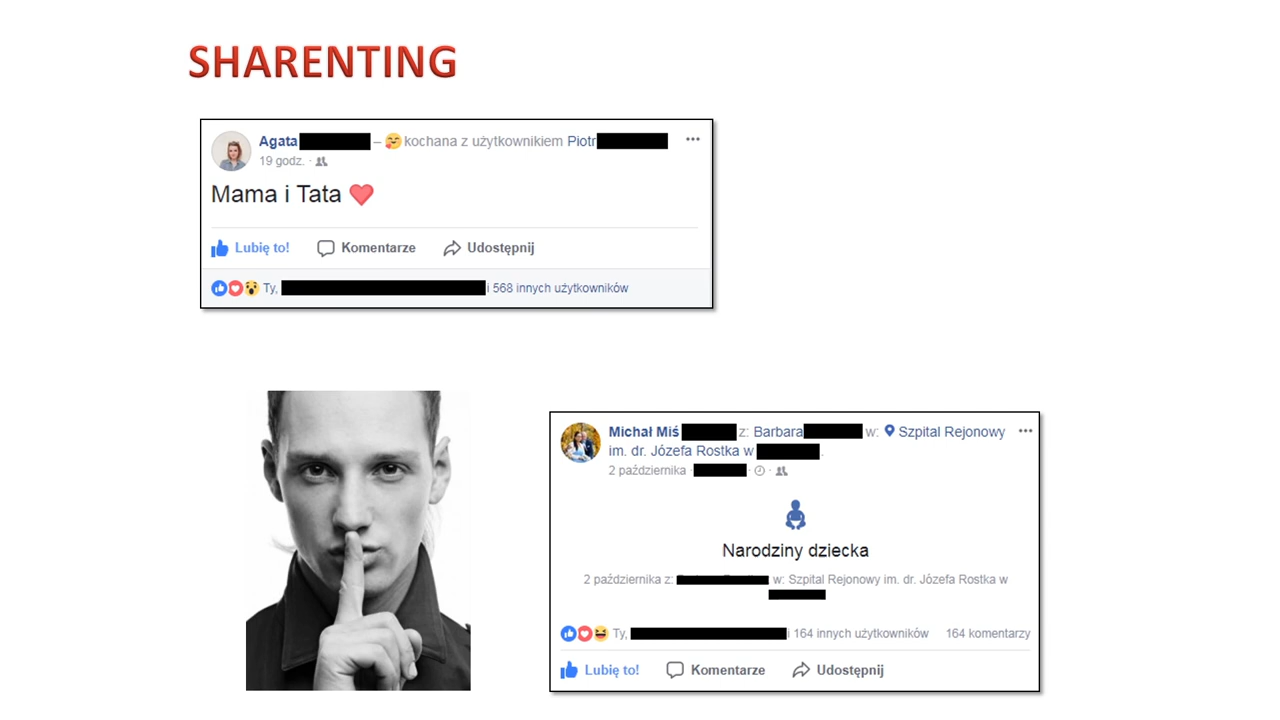 SHARENTING
Agata – kochana z użytkownikiem Piotr
19 godz. ·
Mama i Tata
Lubię to! Komentarze Udostępnij
Ty, i 568 innych użytkowników
Michał Miś z: Barbara w: Szpital Rejonowy
im. dr. Józefa Rostka w .
2 października · · ·
Narodziny dziecka
2 października z: w: Szpital Rejonowy im. dr. Józefa Rostka w
Ty, i 164 innych użytkowników 164 komentarzy
Lubię to! Komentarze Udostępnij